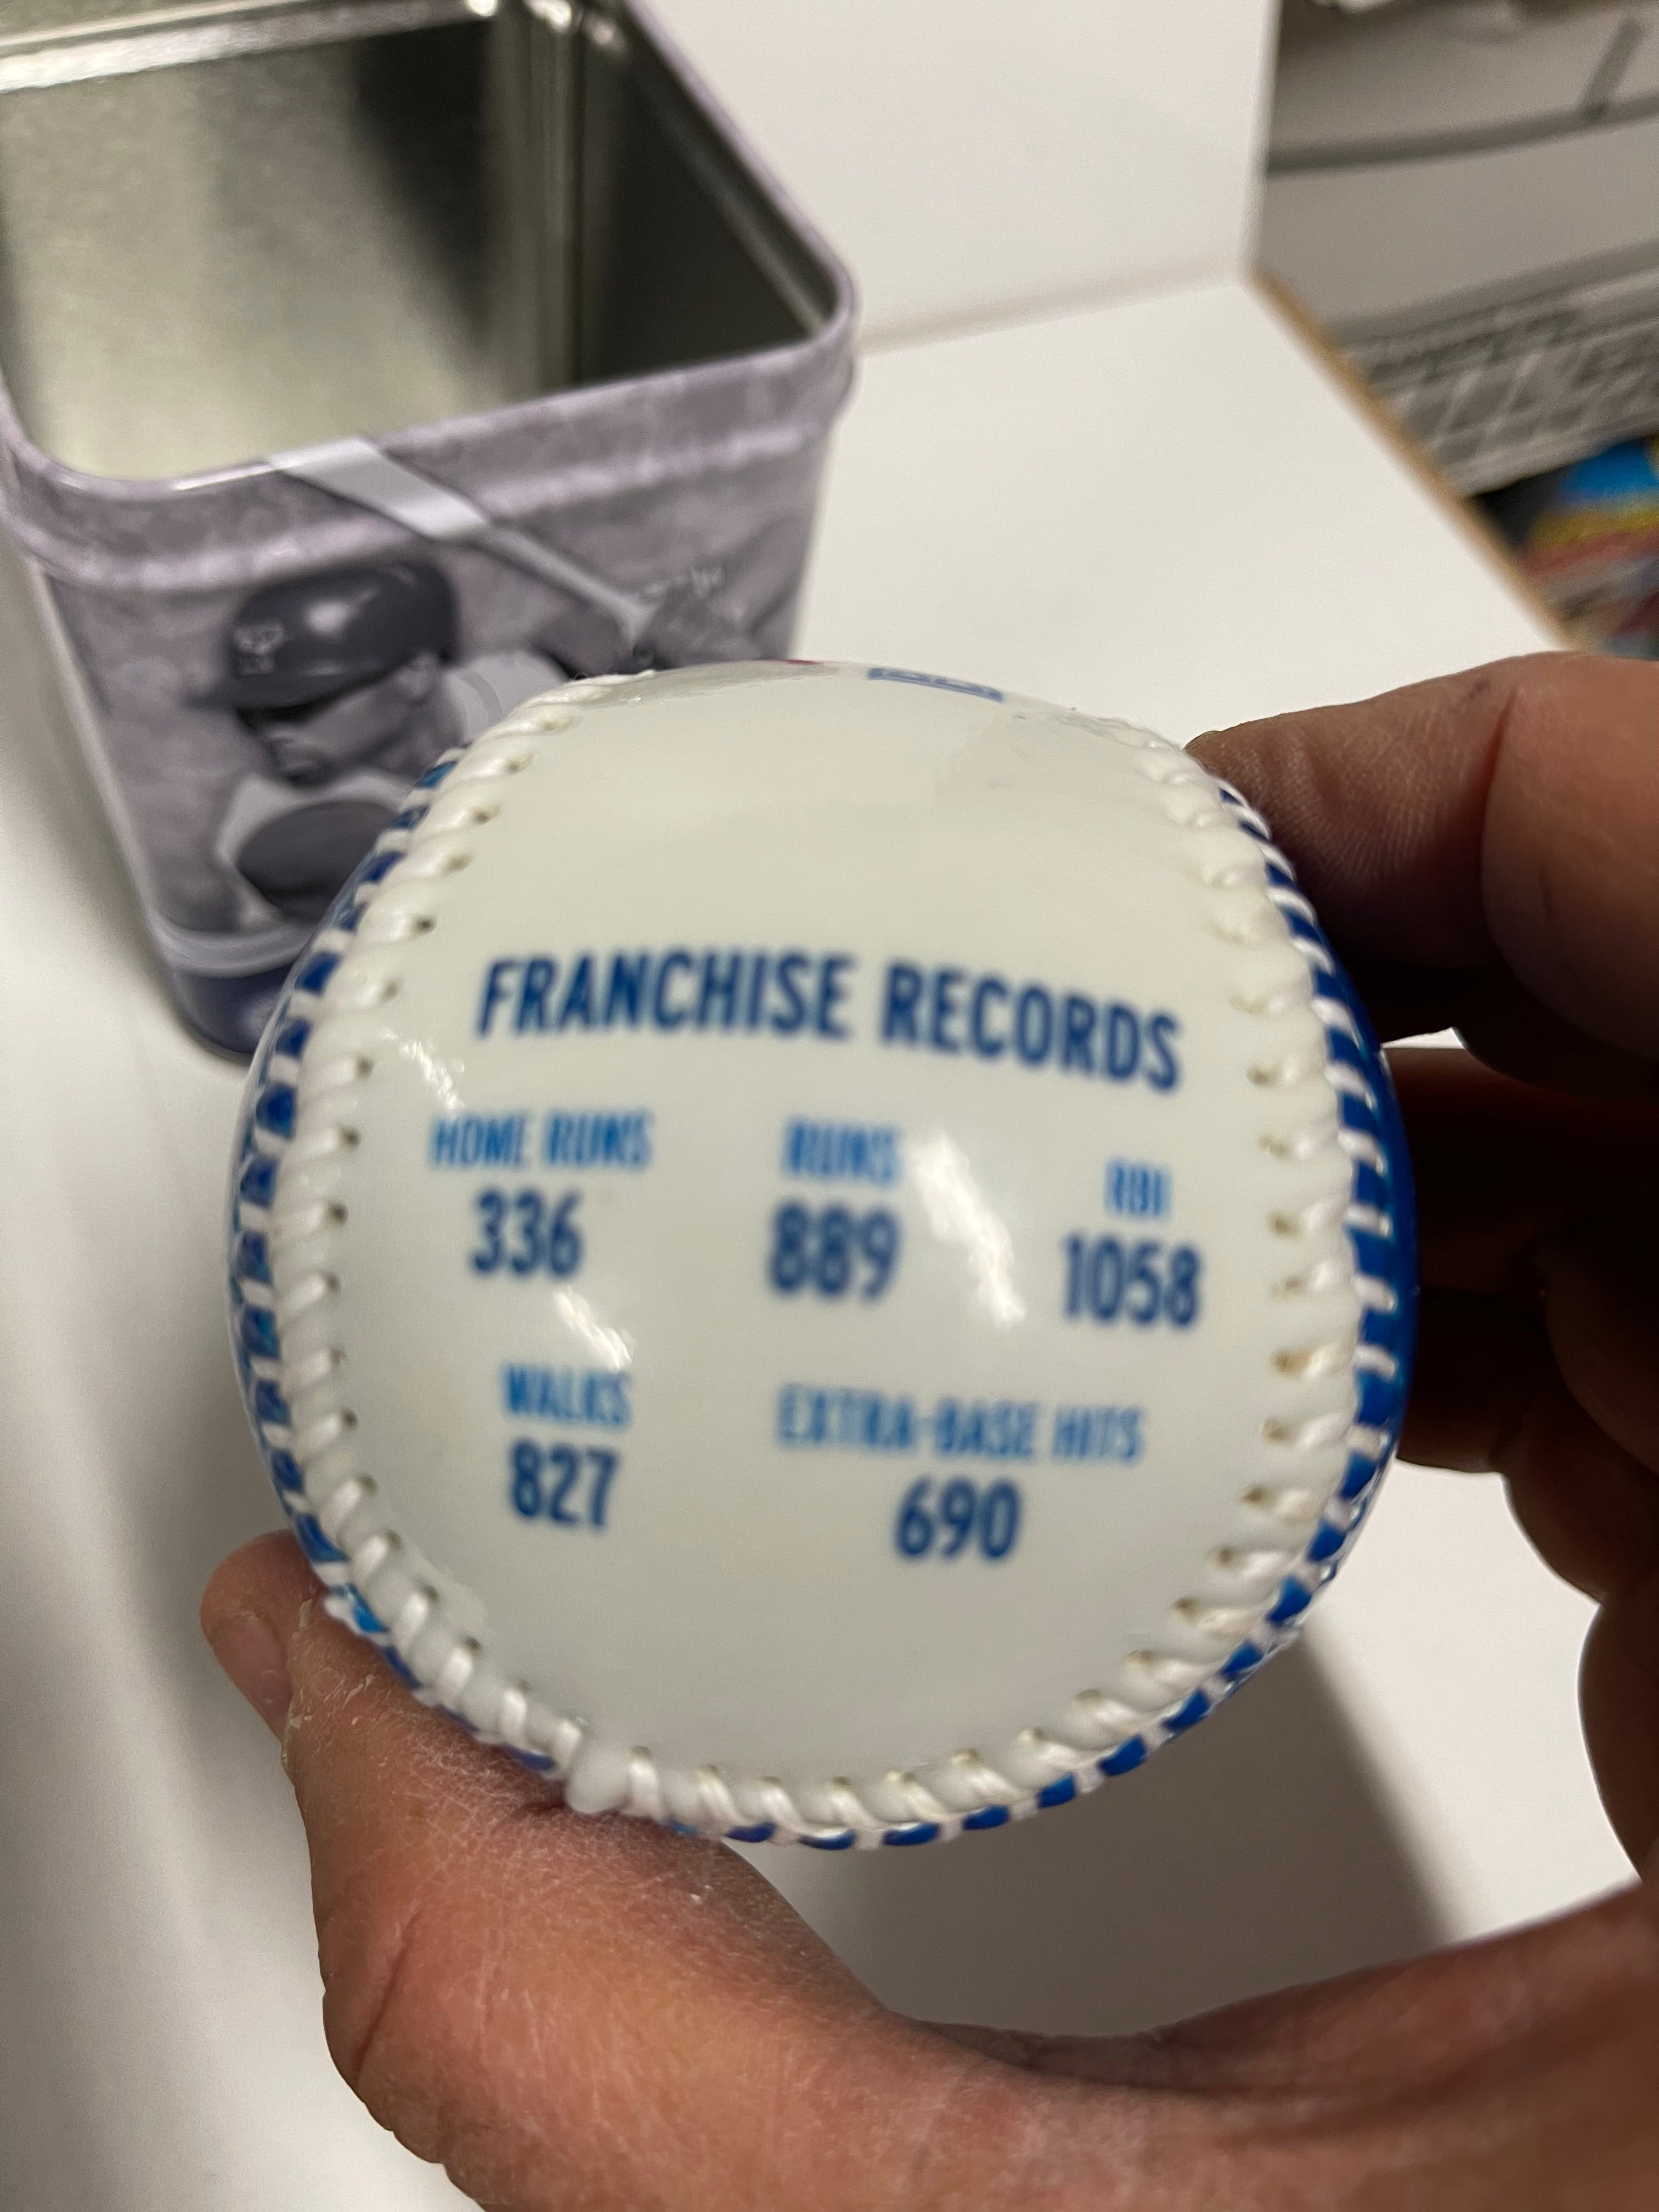 FRANCHISE RECORDS
HOME RUNS RUNS RBI
336 889 1058
WALKS EXTRA-BASE HITS
827 690